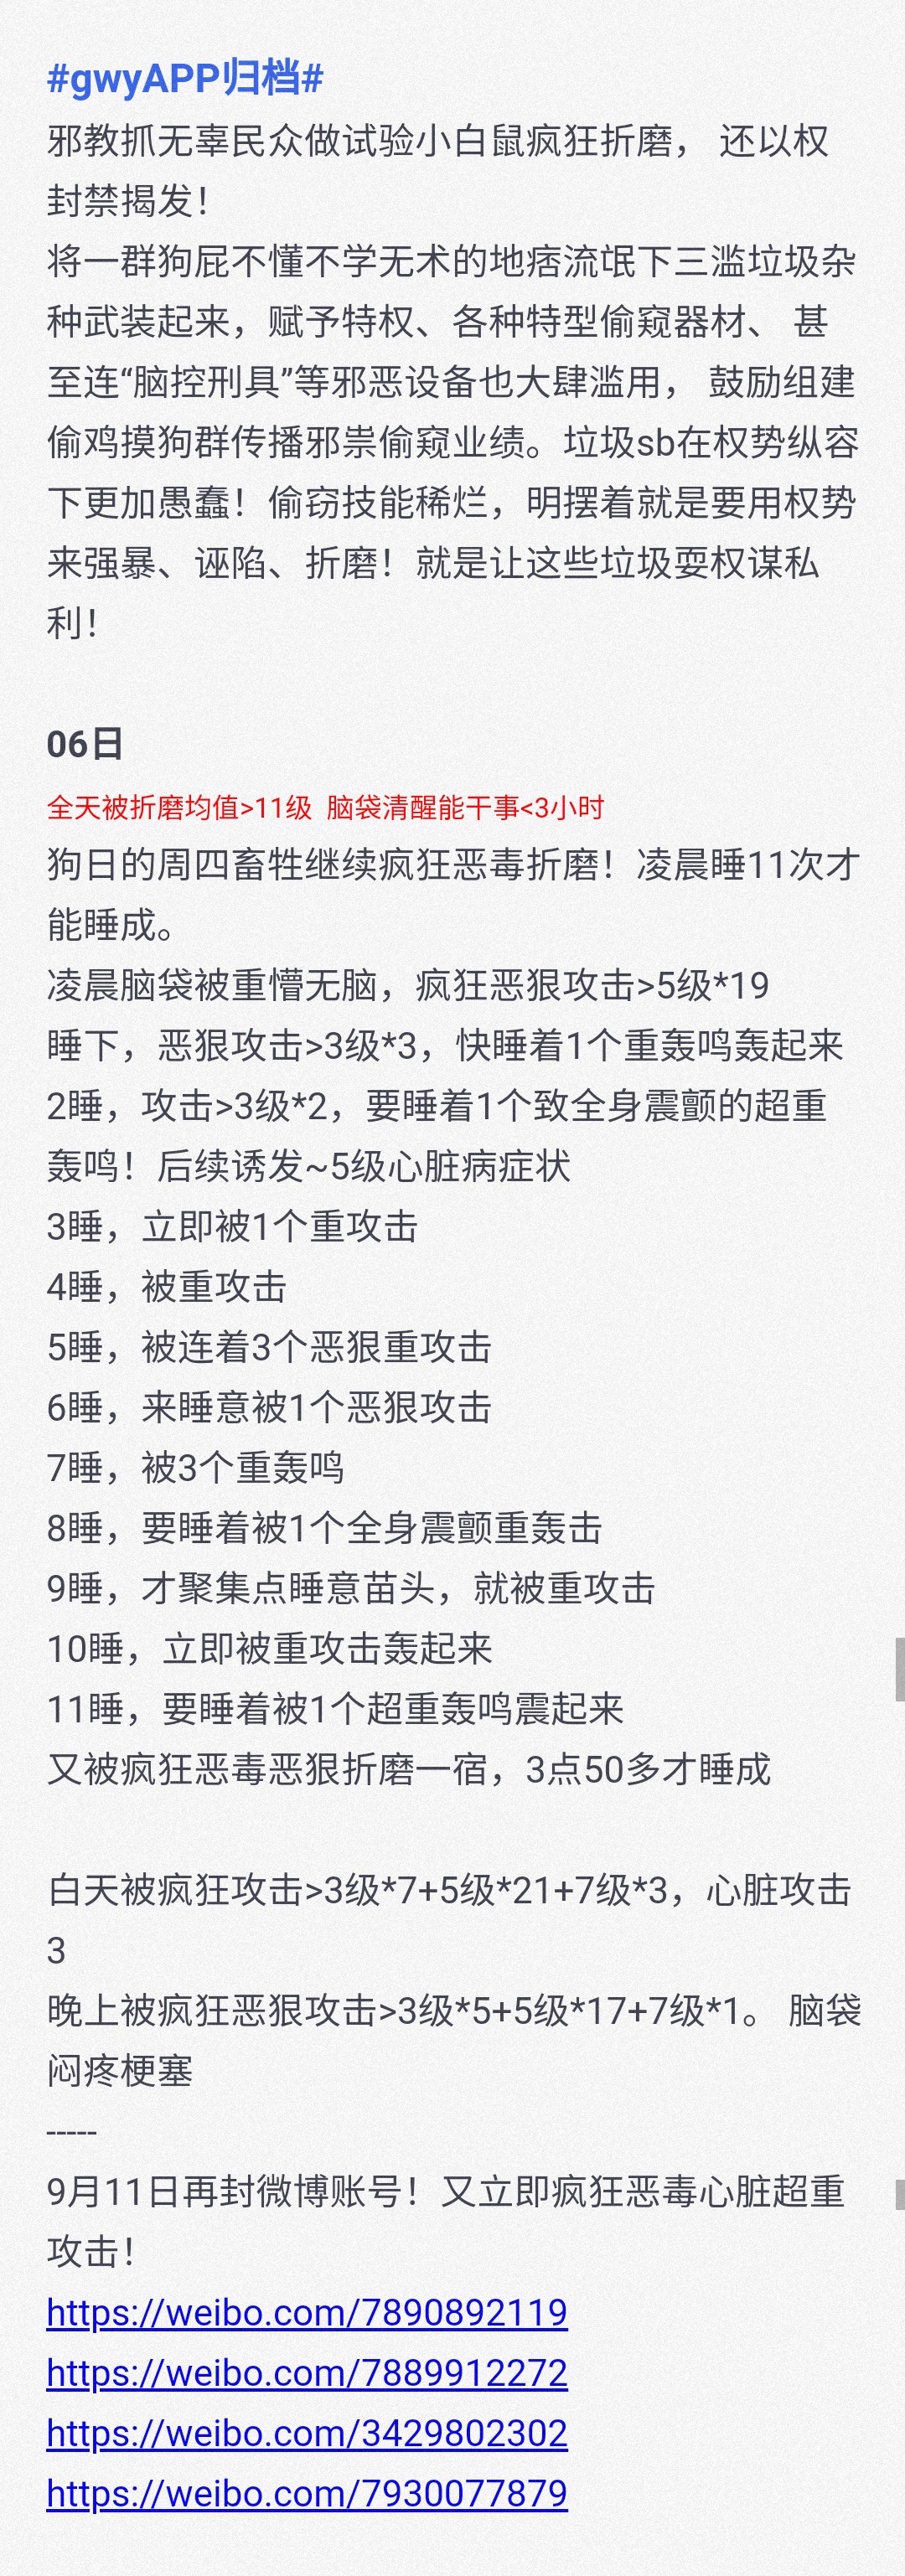 #gwyAPP归档#
邪教抓无辜民众做试验小白鼠疯狂折磨， 还以权
封禁揭发！
将一群狗屁不懂不学无术的地痞流氓下三滥垃圾杂
种武装起来，赋予特权、各种特型偷窥器材、 甚
至连“脑控刑具”等邪恶设备也大肆滥用， 鼓励组建
偷鸡摸狗群传播邪祟偷窥业绩。垃圾sb在权势纵容
下更加愚蠢！偷窃技能稀烂，明摆着就是要用权势
来强暴、诬陷、折磨！就是让这些垃圾耍权谋私
利！
06日
全天被折磨均值>11级  脑袋清醒能干事<3小时
狗日的周四畜牲继续疯狂恶毒折磨！凌晨睡11次才
能睡成。
凌晨脑袋被重懵无脑，疯狂恶狠攻击>5级*19
睡下，恶狠攻击>3级*3，快睡着1个重轰鸣轰起来
2睡，攻击>3级*2，要睡着1个致全身震颤的超重
轰鸣！后续诱发~5级心脏病症状
3睡，立即被1个重攻击
4睡，被重攻击
5睡，被连着3个恶狠重攻击
6睡，来睡意被1个恶狠攻击
7睡，被3个重轰鸣
8睡，要睡着被1个全身震颤重轰击
9睡，才聚集点睡意苗头，就被重攻击
10睡，立即被重攻击轰起来
11睡，要睡着被1个超重轰鸣震起来
又被疯狂恶毒恶狠折磨一宿，3点50多才睡成
白天被疯狂攻击>3级*7+5级*21+7级*3，心脏攻击
3
晚上被疯狂恶狠攻击>3级*5+5级*17+7级*1。 脑袋
闷疼梗塞
-----
9月11日再封微博账号！又立即疯狂恶毒心脏超重
攻击！
https://weibo.com/7890892119
https://weibo.com/7889912272
https://weibo.com/3429802302
https://weibo.com/7930077879